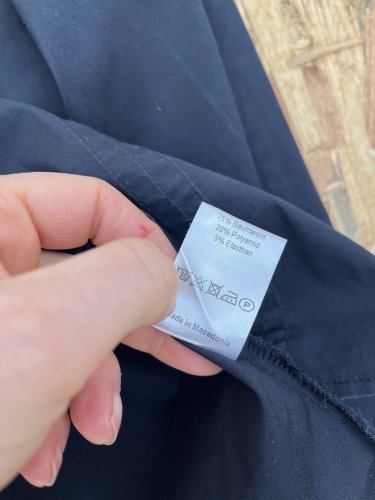 75% Baumwolle
20% Polyamid
5% Elasthan
P
Made in Macedonia